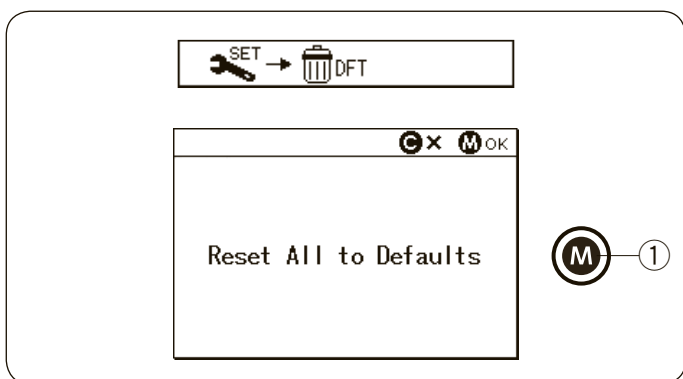 SET → DFT
C× M OK
Reset All to Defaults
M 1